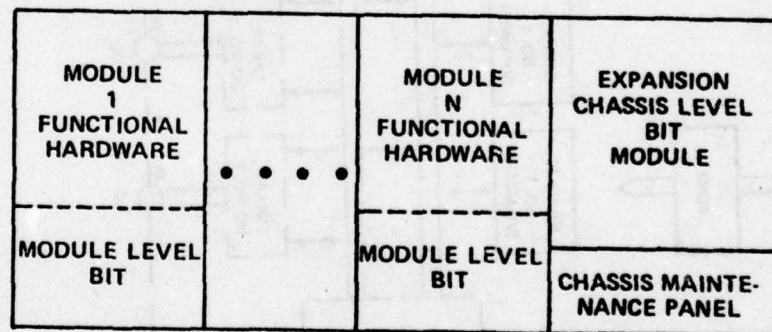 MODULE
1
FUNCTIONAL
HARDWARE
MODULE LEVEL
BIT
MODULE
N
FUNCTIONAL
HARDWARE
MODULE LEVEL
BIT
EXPANSION
CHASSIS LEVEL
BIT
MODULE
CHASSIS MAINTE-
NANCE PANEL